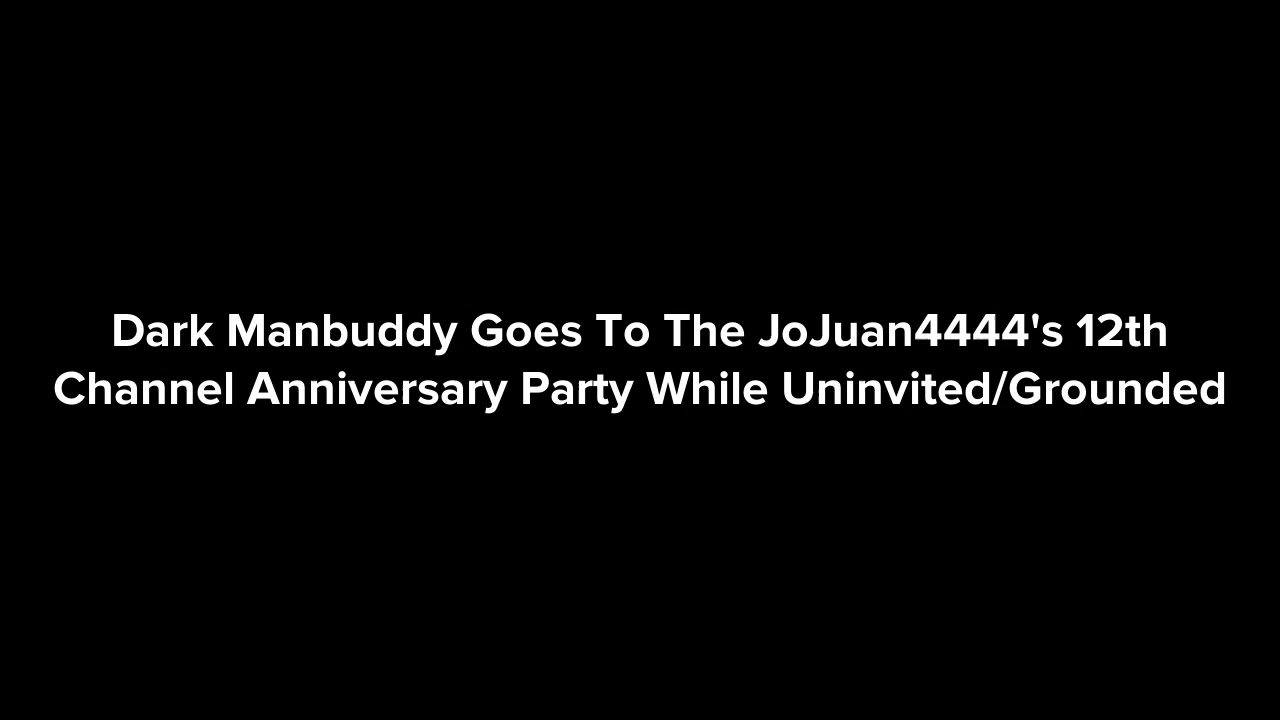 Dark Manbuddy Goes To The JoJuan4444's 12th
Channel Anniversary Party While Uninvited/Grounded